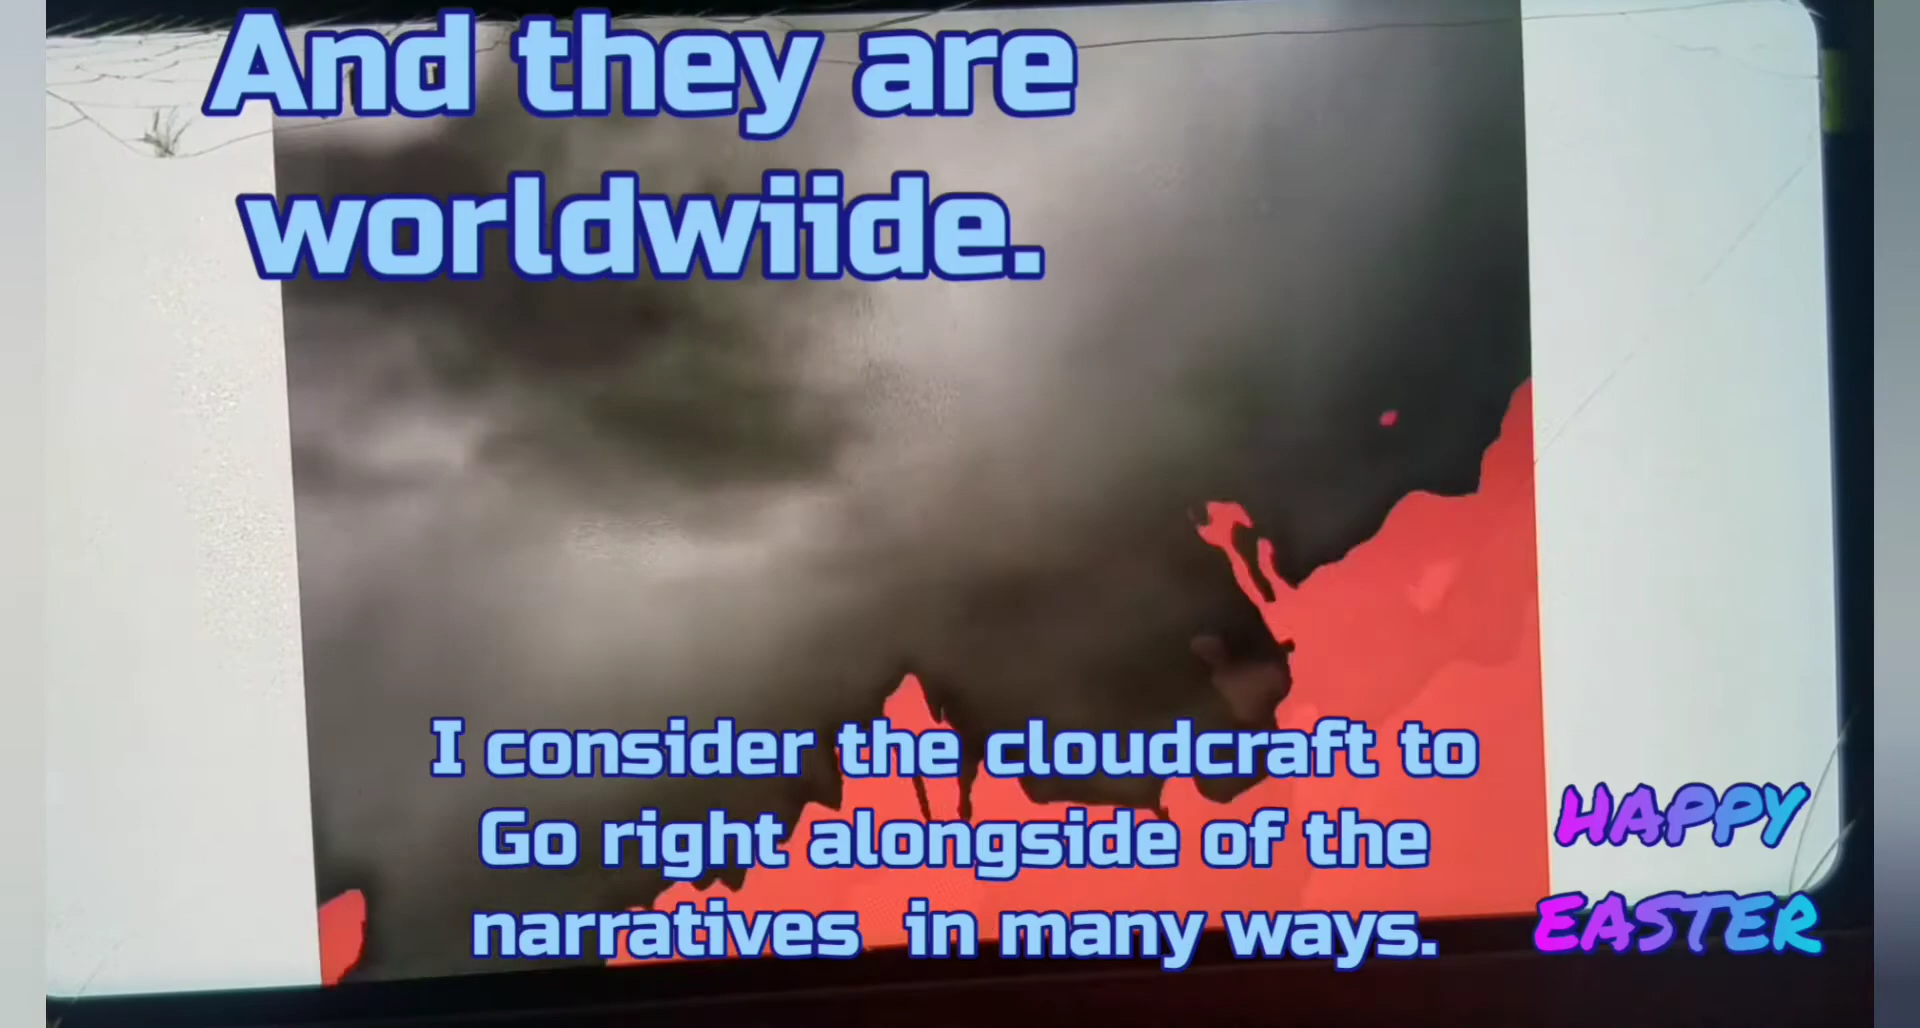 And they are
worldwiide.
I consider the cloudcraft to
Go right alongside of the
narratives  in many ways.
HAPPY
EASTER